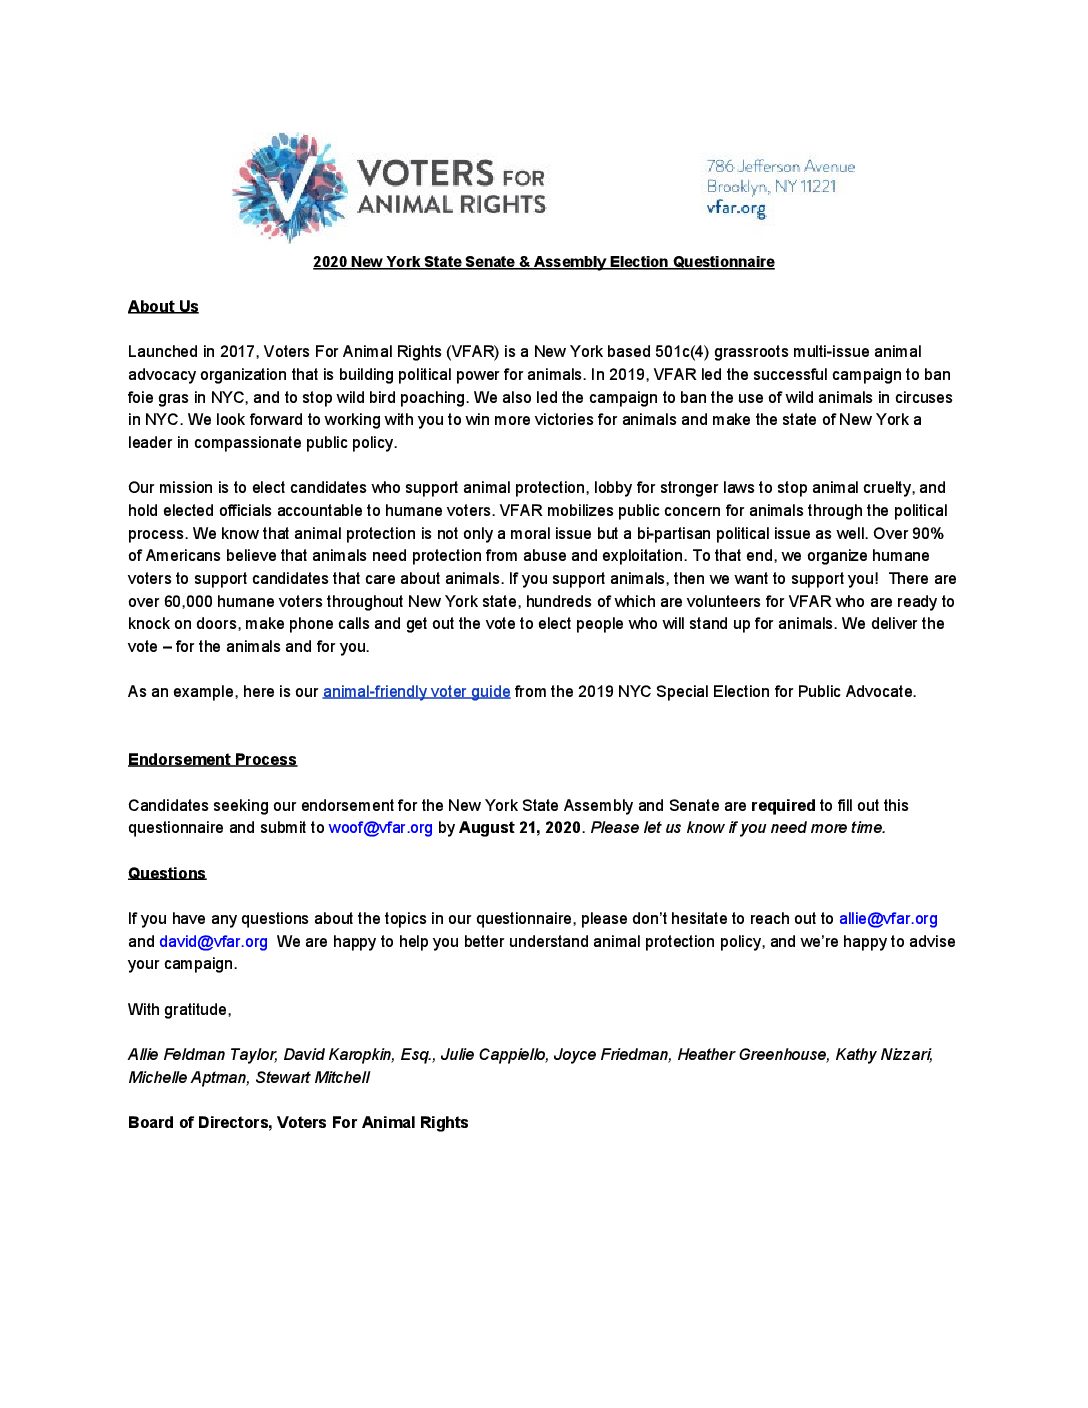 VOTERS FOR
ANIMAL RIGHTS
786 Jefferson Avenue
Brooklyn, NY 11221
vfar.org
2020 New York State Senate & Assembly Election Questionnaire
About Us
Launched in 2017, Voters For Animal Rights (VFAR) is a New York based 501c(4) grassroots multi-issue animal
advocacy organization that is building political power for animals. In 2019, VFAR led the successful campaign to ban
foie gras in NYC, and to stop wild bird poaching. We also led the campaign to ban the use of wild animals in circuses
in NYC. We look forward to working with you to win more victories for animals and make the state of New York a
leader in compassionate public policy.
Our mission is to elect candidates who support animal protection, lobby for stronger laws to stop animal cruelty, and
hold elected officials accountable to humane voters. VFAR mobilizes public concern for animals through the political
process. We know that animal protection is not only a moral issue but a bi-partisan political issue as well. Over 90%
of Americans believe that animals need protection from abuse and exploitation. To that end, we organize humane
voters to support candidates that care about animals. If you support animals, then we want to support you!  There are
over 60,000 humane voters throughout New York state, hundreds of which are volunteers for VFAR who are ready to
knock on doors, make phone calls and get out the vote to elect people who will stand up for animals. We deliver the
vote – for the animals and for you.
As an example, here is our animal-friendly voter guide from the 2019 NYC Special Election for Public Advocate.
Endorsement Process
Candidates seeking our endorsement for the New York State Assembly and Senate are required to fill out this
questionnaire and submit to woof@vfar.org by August 21, 2020. Please let us know if you need more time.
Questions
If you have any questions about the topics in our questionnaire, please don't hesitate to reach out to allie@vfar.org
and david@vfar.org  We are happy to help you better understand animal protection policy, and we're happy to advise
your campaign.
With gratitude,
Allie Feldman Taylor, David Karopkin, Esq., Julie Cappiello, Joyce Friedman, Heather Greenhouse, Kathy Nizzari,
Michelle Aptman, Stewart Mitchell
Board of Directors, Voters For Animal Rights